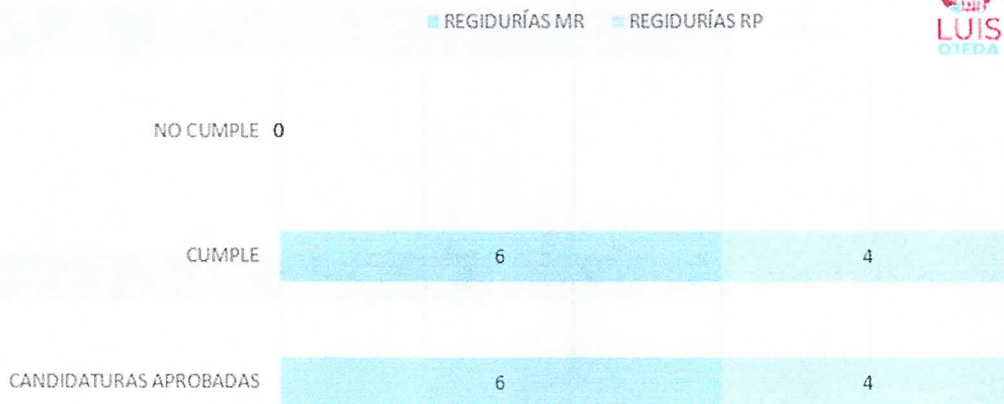 REGIDURÍAS MR REGIDURÍAS RP
LUIS
OJEDA
NO CUMPLE 0
CUMPLE 6 4
CANDIDATURAS APROBADAS 6 4